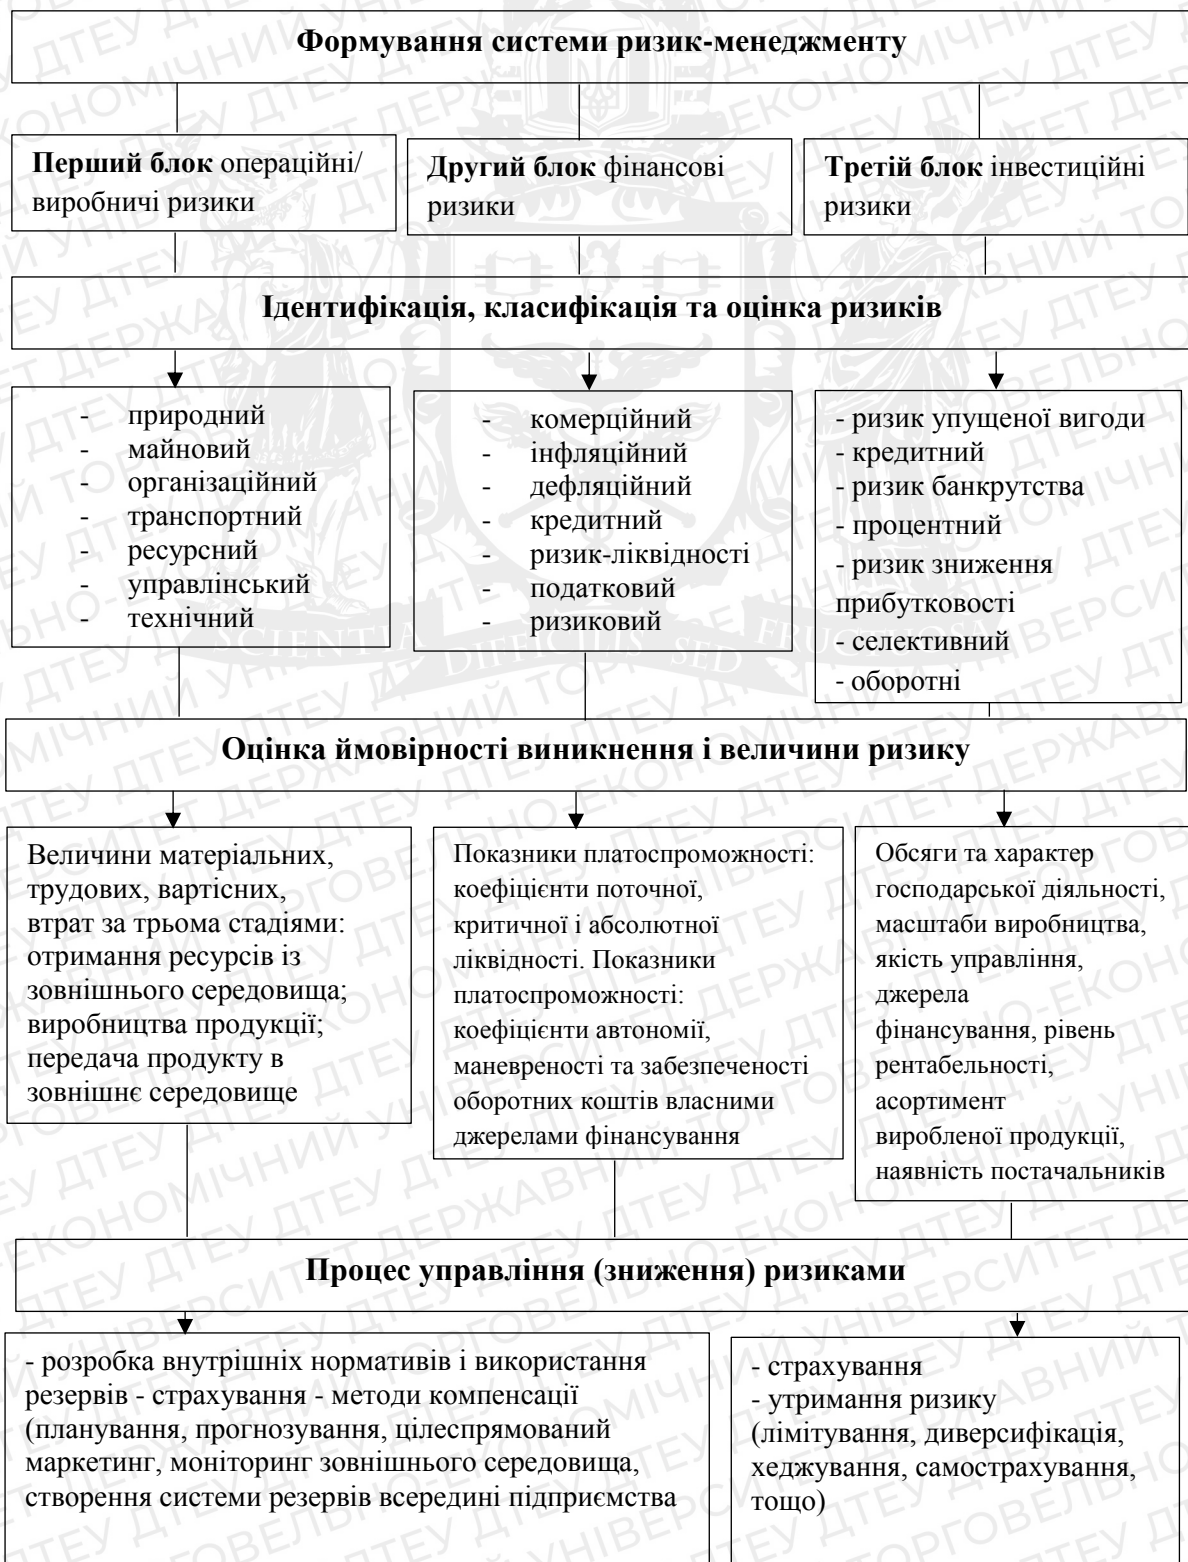 Формування системи ризик-менеджменту
Перший блок операційні/
виробничі ризики
Другий блок фінансові
ризики
Третій блок інвестиційні
ризики
Ідентифікація, класифікація та оцінка ризиків
- природний
- майновий
- організаційний
- транспортний
- ресурсний
- управлінський
- технічний
- комерційний
- інфляційний
- дефляційний
- кредитний
- ризик-ліквідності
- податковий
- ризиковий
- ризик упущеної вигоди
- кредитний
- ризик банкрутства
- процентний
- ризик зниження
прибутковості
- селективний
- оборотні
SCIENTIA DIFFICILIS SED FRUCTUOSA
Оцінка ймовірності виникнення і величини ризику
Величини матеріальних,
трудових, вартісних,
втрат за трьома стадіями:
отримання ресурсів із
зовнішнього середовища;
виробництва продукції;
передача продукту в
зовнішнє середовище
Показники платоспроможності:
коефіцієнти поточної,
критичної і абсолютної
ліквідності. Показники
платоспроможності:
коефіцієнти автономії,
маневреності та забезпеченості
оборотних коштів власними
джерелами фінансування
Обсяги та характер
господарської діяльності,
масштаби виробництва,
якість управління,
джерела
фінансування, рівень
рентабельності,
асортимент
виробленої продукції,
наявність постачальників
Процес управління (зниження) ризиками
- розробка внутрішніх нормативів і використання
резервів - страхування - методи компенсації
(планування, прогнозування, цілеспрямований
маркетинг, моніторинг зовнішнього середовища,
створення системи резервів всередині підприємства
- страхування
- утримання ризику
(лімітування, диверсифікація,
хеджування, самострахування,
тощо)